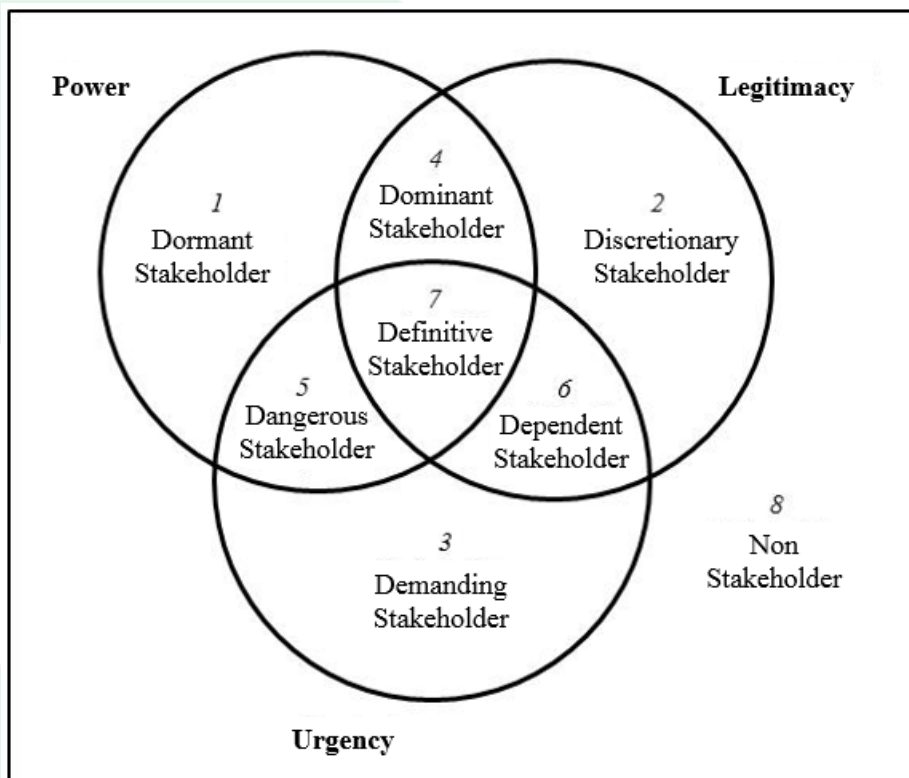 Power
Legitimacy
4
Dominant
Stakeholder
1
Dormant
Stakeholder
2
Discretionary
Stakeholder
7
Definitive
Stakeholder
5
Dangerous
Stakeholder
6
Dependent
Stakeholder
3
Demanding
Stakeholder
8
Non
Stakeholder
Urgency